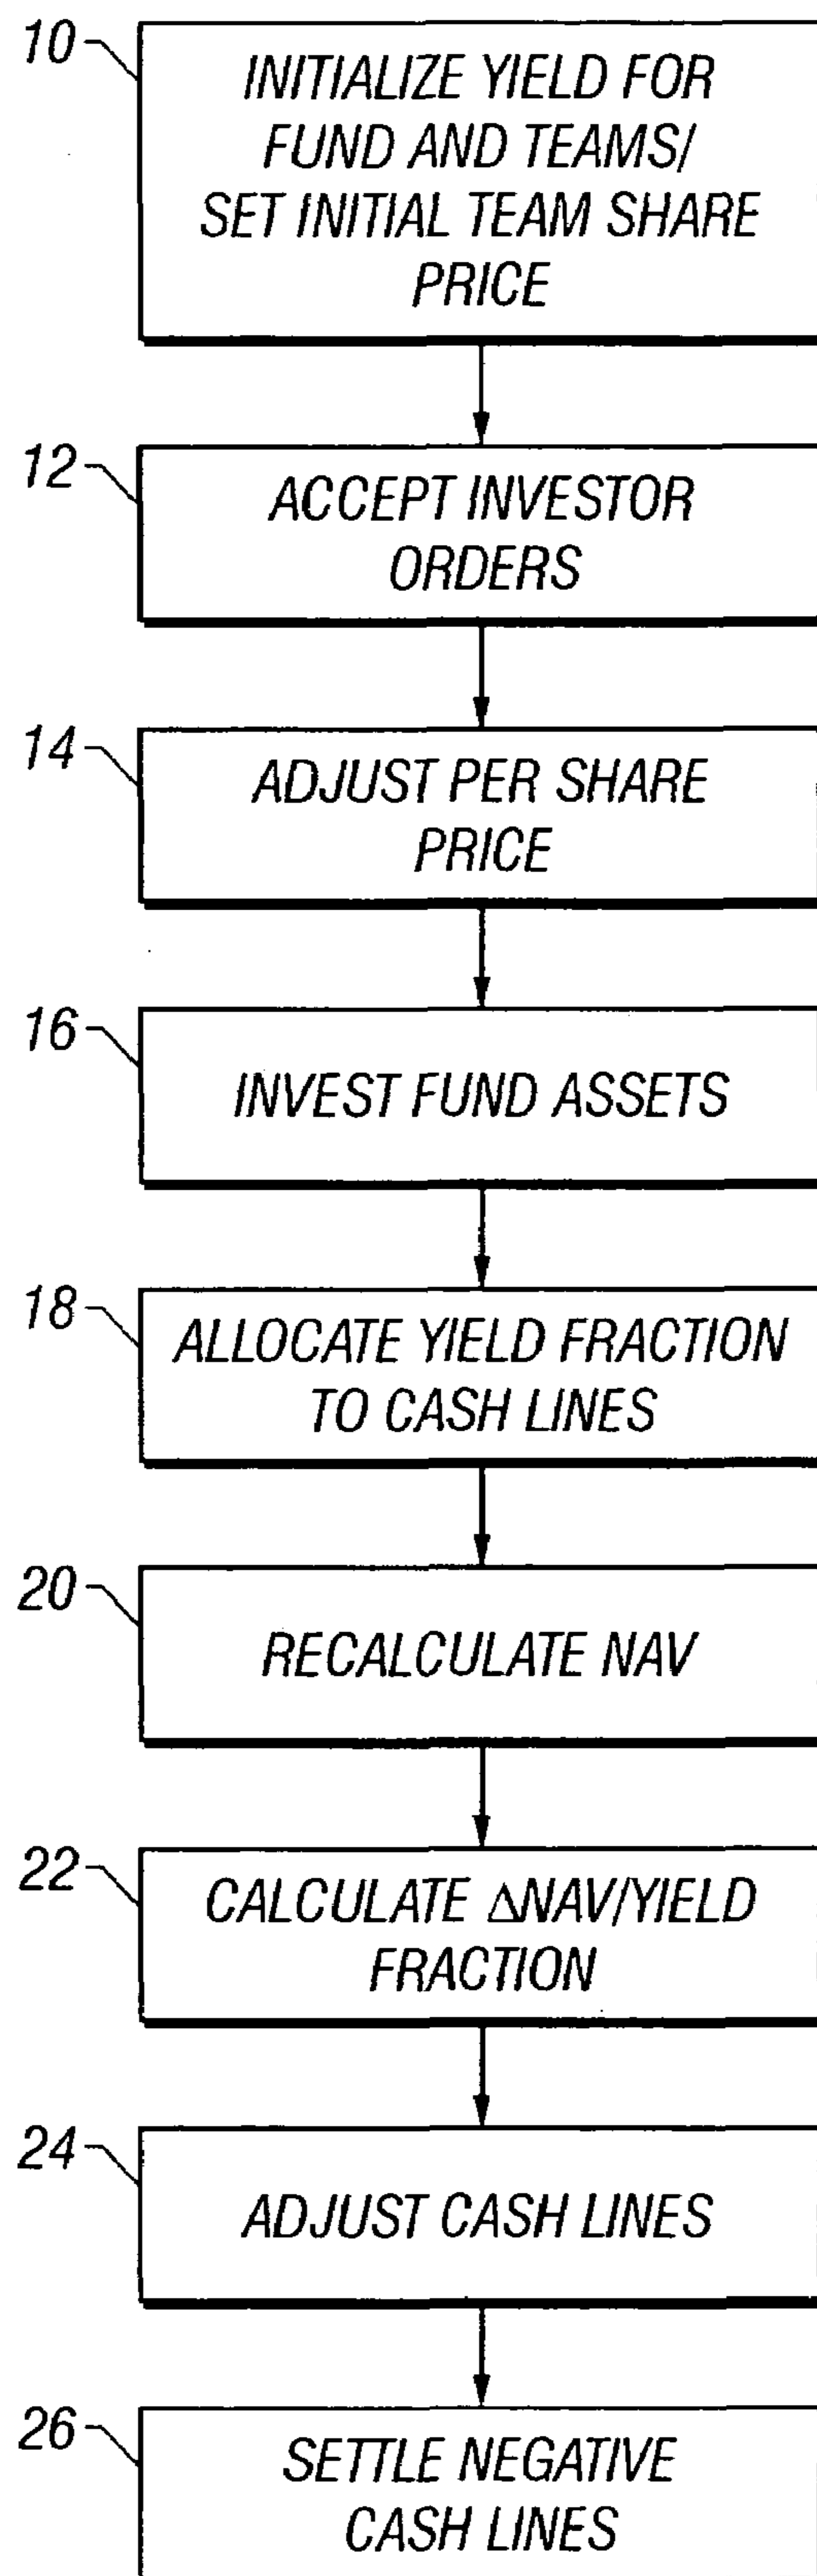 10
INITIALIZE YIELD FOR
FUND AND TEAMS/
SET INITIAL TEAM SHARE
PRICE
12
ACCEPT INVESTOR
ORDERS
14
ADJUST PER SHARE
PRICE
16
INVEST FUND ASSETS
18
ALLOCATE YIELD FRACTION
TO CASH LINES
20
RECALCULATE NAV
22
CALCULATE ΔNAV/YIELD
FRACTION
24
ADJUST CASH LINES
26
SETTLE NEGATIVE
CASH LINES